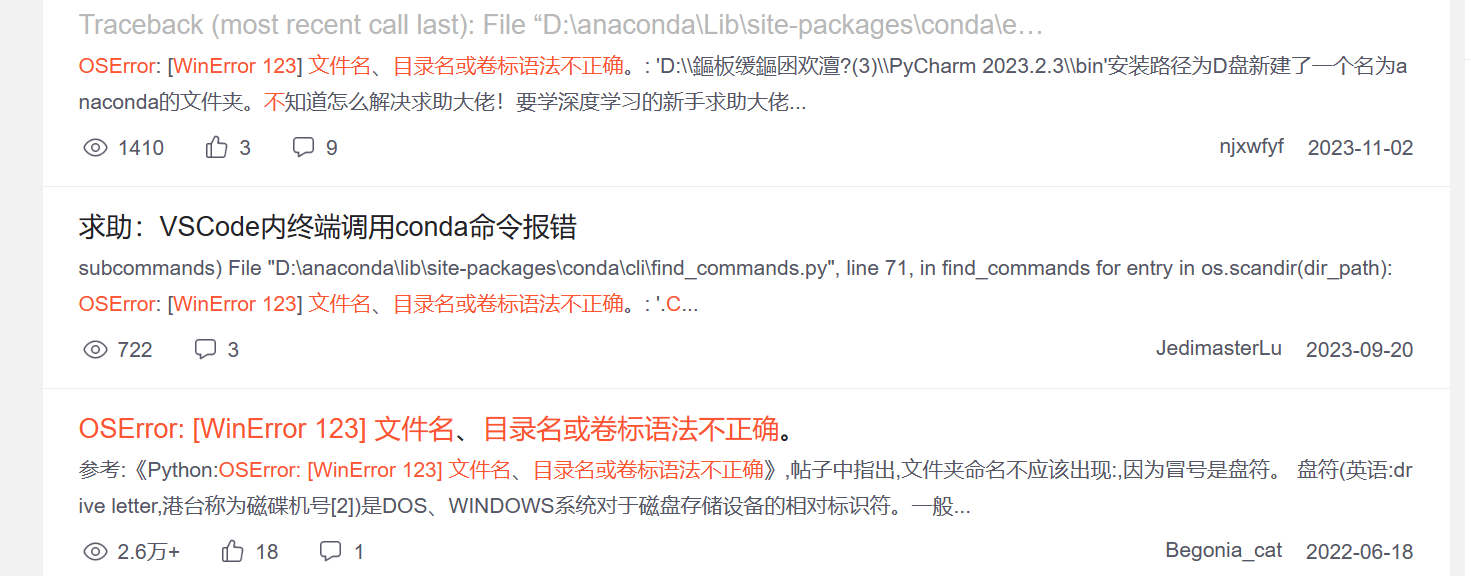 Traceback (most recent call last): File “D:\anaconda\Lib\site-packages\conda\e…
OSError: [WinError 123] 文件名、目录名或卷标语法不正确。: 'D:\\鏂板缓鏂囦欢澶?(3)\\PyCharm 2023.2.3\\bin'安装路径为D盘新建了一个名为a
naconda的文件夹。不知道怎么解决求助大佬！要学深度学习的新手求助大佬...
1410 3 9 njxwfyf 2023-11-02
求助：VSCode内终端调用conda命令报错
subcommands) File "D:\anaconda\lib\site-packages\conda\cli\find_commands.py", line 71, in find_commands for entry in os.scandir(dir_path):
OSError: [WinError 123] 文件名、目录名或卷标语法不正确。: '.C...
722 3 JedimasterLu 2023-09-20
OSError: [WinError 123] 文件名、目录名或卷标语法不正确。
参考:《Python:OSError: [WinError 123] 文件名、目录名或卷标语法不正确》,帖子中指出,文件夹命名不应该出现:,因为冒号是盘符。 盘符(英语:dr
ive letter,港台称为磁碟机号[2])是DOS、WINDOWS系统对于磁盘存储设备的相对标识符。一般...
2.6万+ 18 1 Begonia_cat 2022-06-18